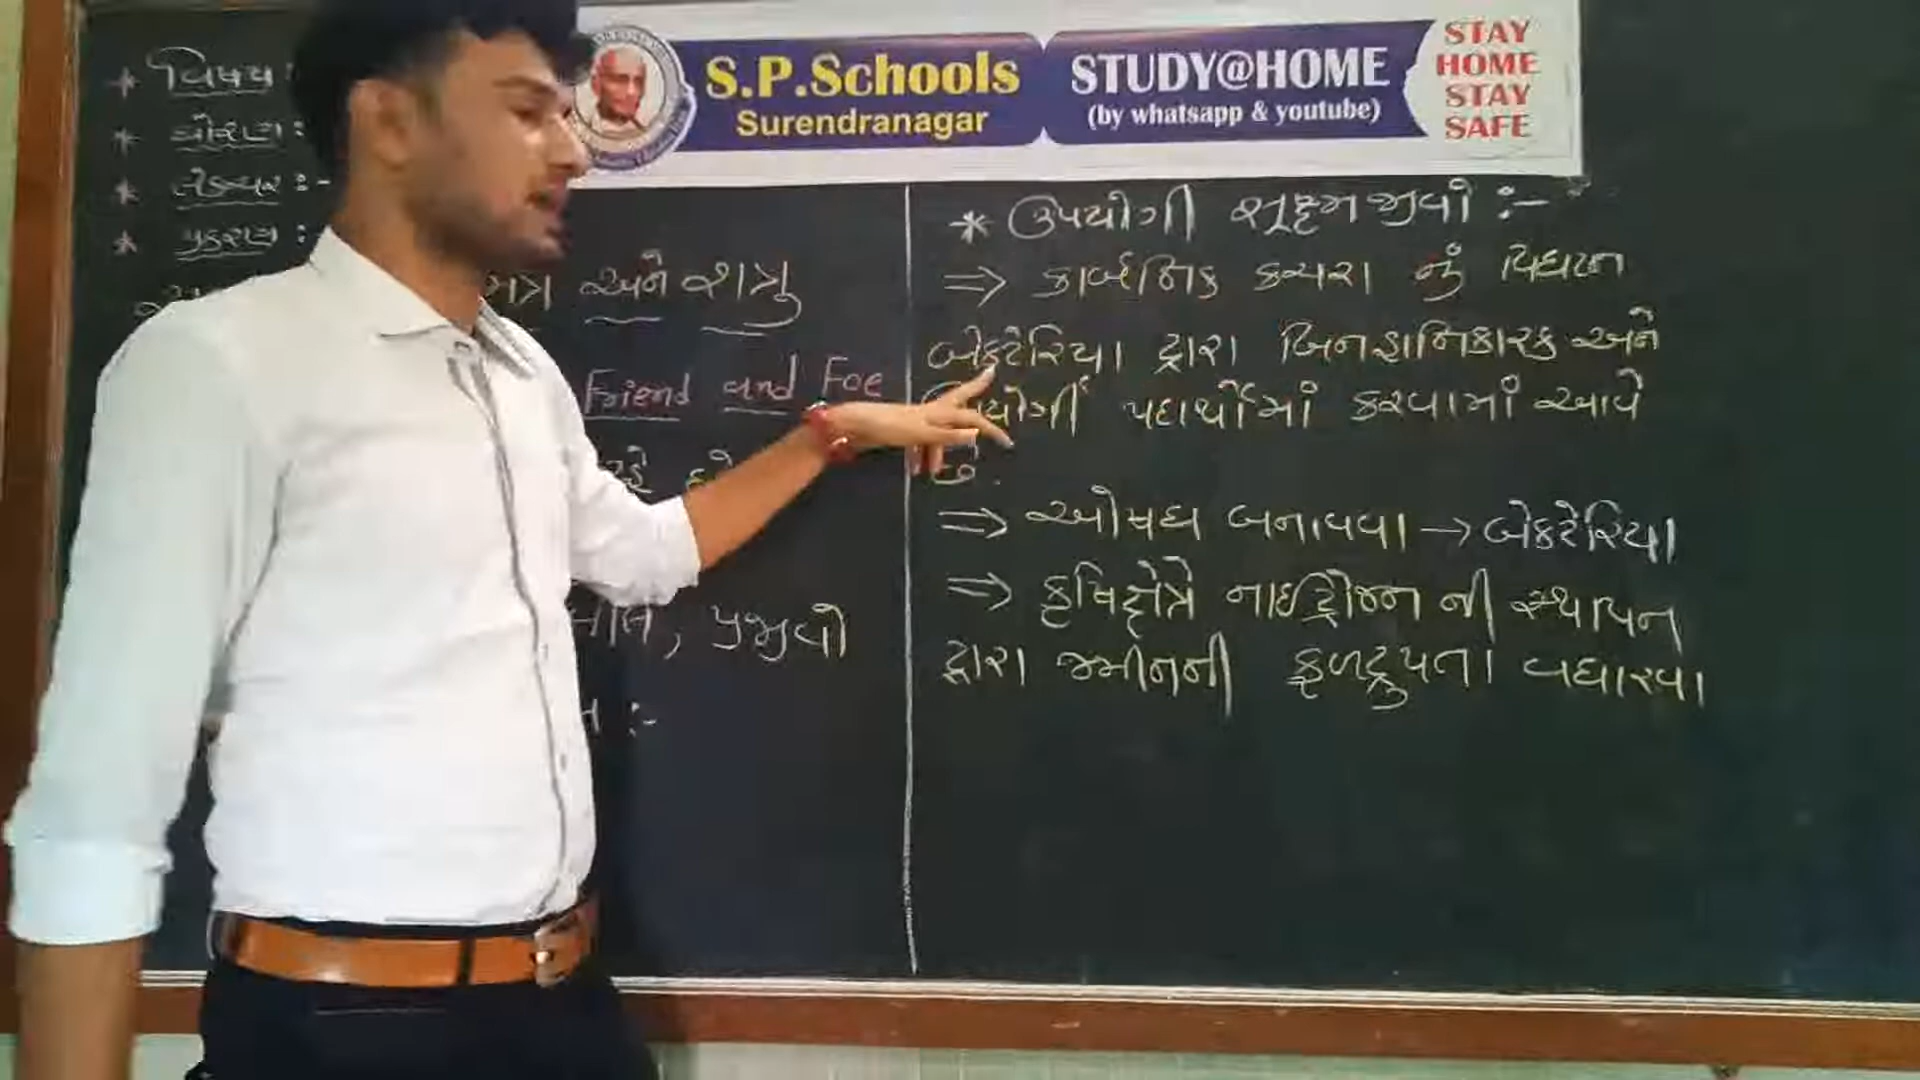 S.P.Schools
Surendranagar
STUDY@HOME
(by whatsapp & youtube)
STAY
HOME
STAY
SAFE
* વિષય :
* ધોરણ :
* લેક્ચર :-
* પ્રકરણ :
અને શત્રુ
Friend and Foe
, પ્રજીવો
:-
* ઉપયોગી સૂક્ષ્મજીવો :-
⇒ કાર્બનિક કચરા નું વિઘટન
બેક્ટેરિયા દ્વારા બિનહાનિકારક અને
પદાર્થોમાં કરવામાં આવે
છે.
⇒ ઔષધ બનાવવા → બેક્ટેરિયા
⇒ કૃષિક્ષેત્રે નાઈટ્રોજન ની સ્થાપન
દ્વારા જમીનની ફળદ્રુપતા વધારવા